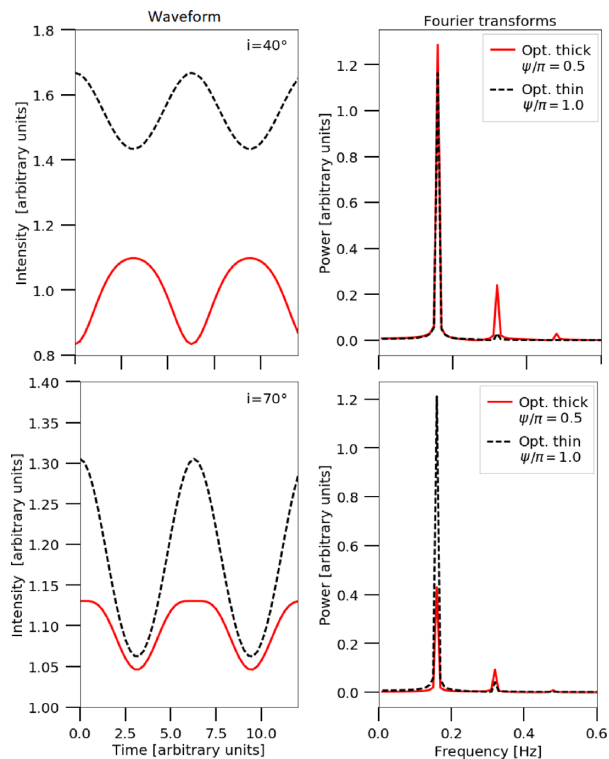 Waveform
Fourier transforms
i=40°
Intensity [arbitrary units]
1.8
1.6
1.4
1.2
1.0
0.8
Opt. thick
ψ/π=0.5
Opt. thin
ψ/π=1.0
Power [arbitrary units]
1.2
1.0
0.8
0.6
0.4
0.2
0.0
i=70°
Intensity [arbitrary units]
1.40
1.35
1.30
1.25
1.20
1.15
1.10
1.05
1.00
0.0 2.5 5.0 7.5 10.0
Time [arbitrary units]
Opt. thick
ψ/π=0.5
Opt. thin
ψ/π=1.0
Power [arbitrary units]
1.2
1.0
0.8
0.6
0.4
0.2
0.0
0.0 0.2 0.4 0.6
Frequency [Hz]